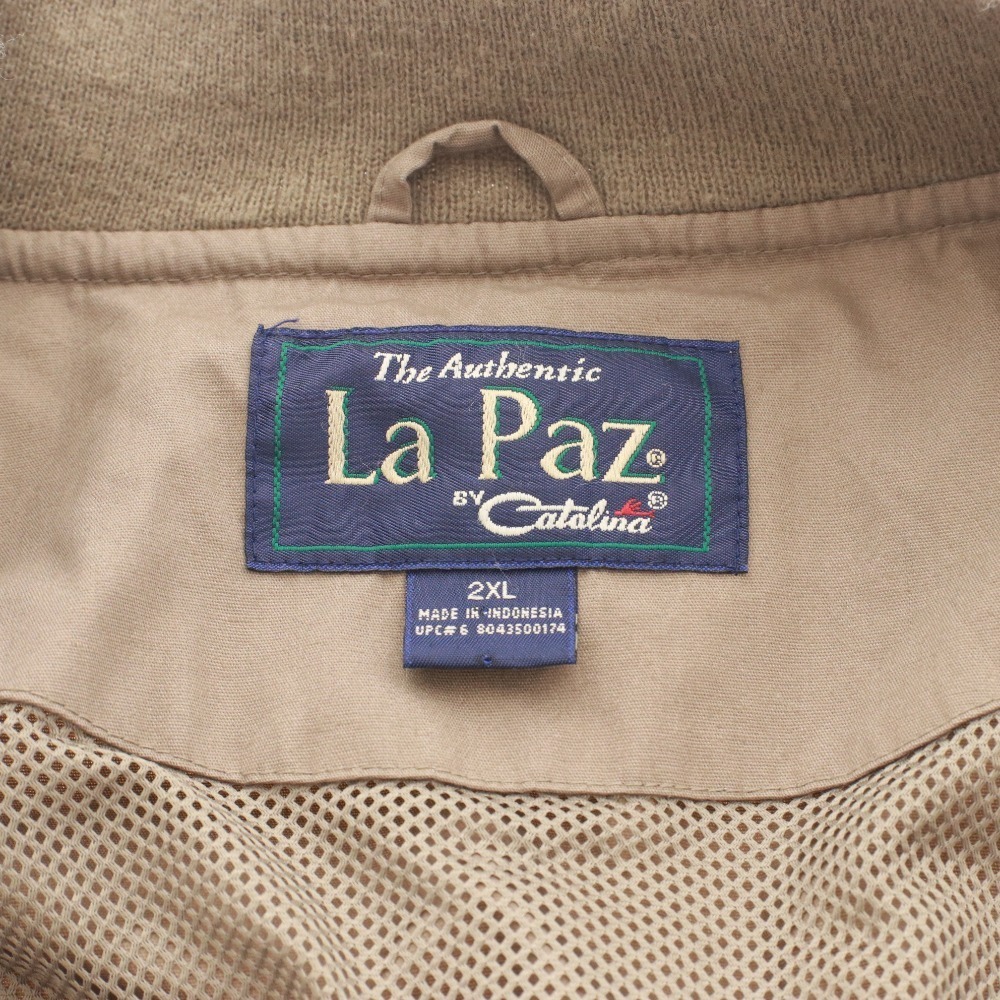 The Authentic
La Paz®
BY Catalina®
2XL
MADE IN INDONESIA
UPC# 6 8043500174